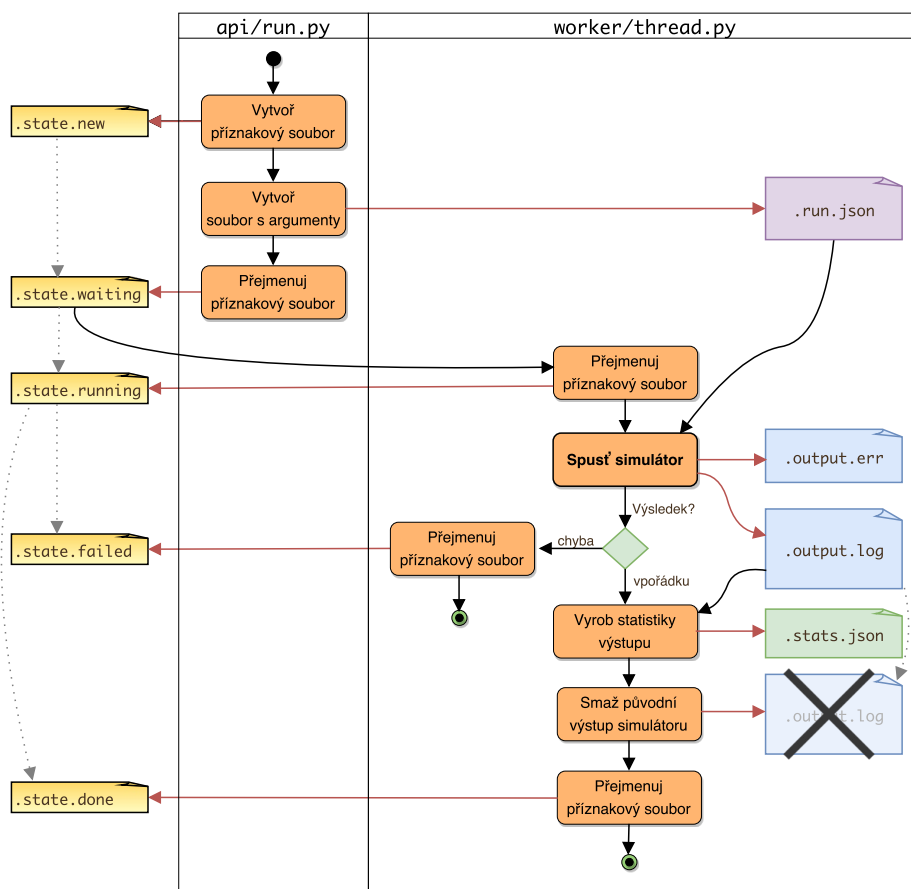 api/run.py
worker/thread.py
Vytvoř
příznakový soubor
.state.new
Vytvoř
soubor s argumenty
.run.json
Přejmenuj
příznakový soubor
.state.waiting
Přejmenuj
příznakový soubor
.state.running
Spusť simulátor
.output.err
Výsledek?
Přejmenuj
příznakový soubor
chyba
.state.failed
.output.log
vpořádku
Vyrob statistiky
výstupu
.stats.json
Smaž původní
výstup simulátoru
.output.log
Přejmenuj
příznakový soubor
.state.done